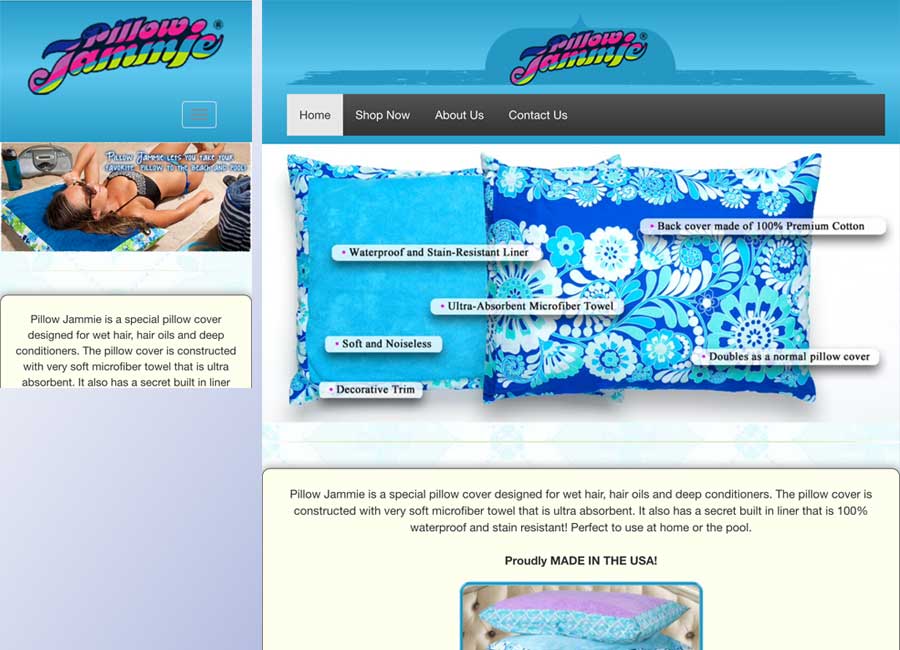 Pillow
Jammie®
Pillow Jammie lets you take your
favorite pillow to the beach and pool!
Pillow Jammie is a special pillow cover
designed for wet hair, hair oils and deep
conditioners. The pillow cover is constructed
with very soft microfiber towel that is ultra
absorbent. It also has a secret built in liner
Pillow
Jammie®
Home
Shop Now
About Us
Contact Us
• Back cover made of 100% Premium Cotton
• Waterproof and Stain-Resistant Liner
• Ultra-Absorbent Microfiber Towel
• Soft and Noiseless
• Doubles as a normal pillow cover
• Decorative Trim
Pillow Jammie is a special pillow cover designed for wet hair, hair oils and deep conditioners. The pillow cover is
constructed with very soft microfiber towel that is ultra absorbent. It also has a secret built in liner that is 100%
waterproof and stain resistant! Perfect to use at home or the pool.
Proudly MADE IN THE USA!